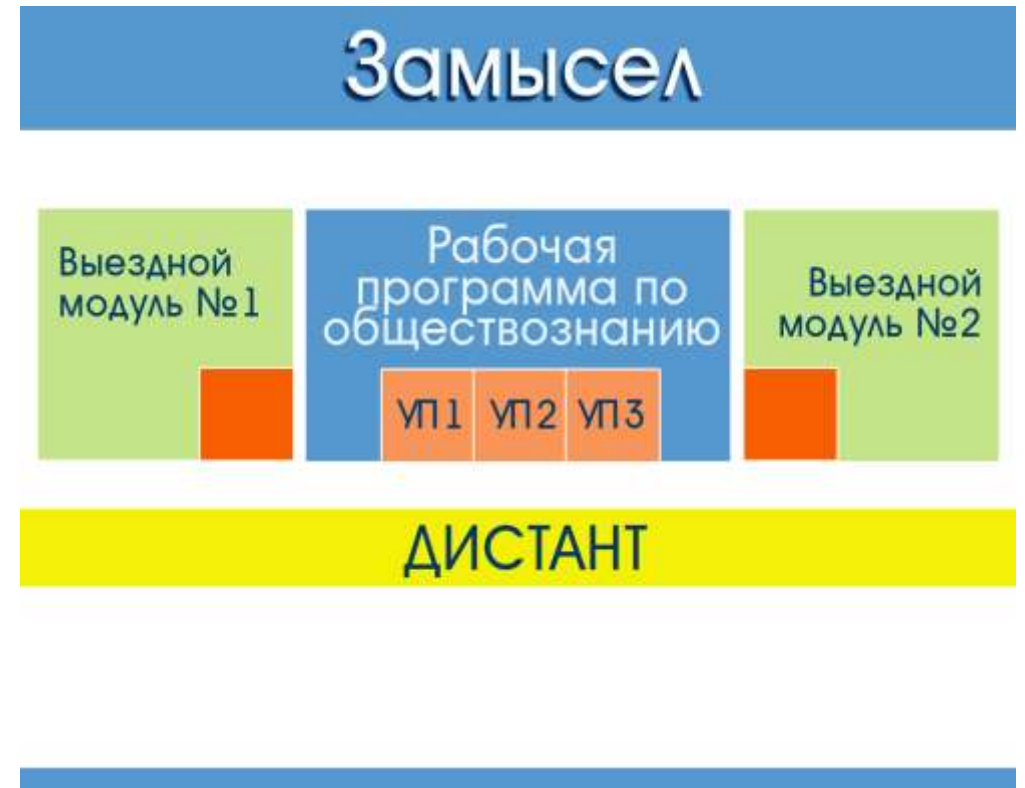 Замысел
Выездной
модуль №1
Рабочая
программа по
обществознанию
УП1 УП2 УП3
Выездной
модуль №2
ДИСТАНТ